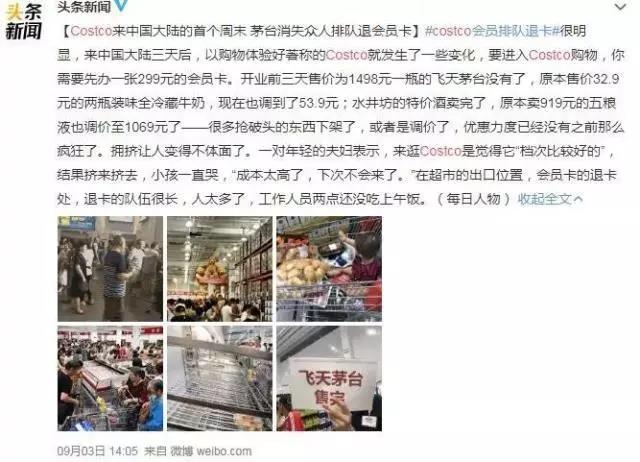 头条
新闻
头条新闻
【Costco来中国大陆的首个周末 茅台消失众人排队退会员卡】#costco会员排队退卡#很明
显，来中国大陆三天后，以购物体验好著称的Costco就发生了一些变化，要进入Costco购物，你
需要先办一张299元的会员卡。开业前三天售价为1498元一瓶的飞天茅台没有了，原本售价32.9
元的两瓶装味全冷藏牛奶，现在也调到了53.9元；水井坊的特价酒卖完了，原本卖919元的五粮
液也调价至1069元了——很多抢破头的东西下架了，或者是调价了，优惠力度已经没有之前那么
疯狂了。拥挤让人变得不体面了。一对年轻的夫妇表示，来逛Costco是觉得它“档次比较好的”，
结果挤来挤去，小孩一直哭，“成本太高了，下次不会来了。”在超市的出口位置，会员卡的退卡
处，退卡的队伍很长，人太多了，工作人员两点还没吃上午饭。（每日人物） 收起全文
飞天茅台
售完
09月03日 14:05 来自 微博 weibo.com